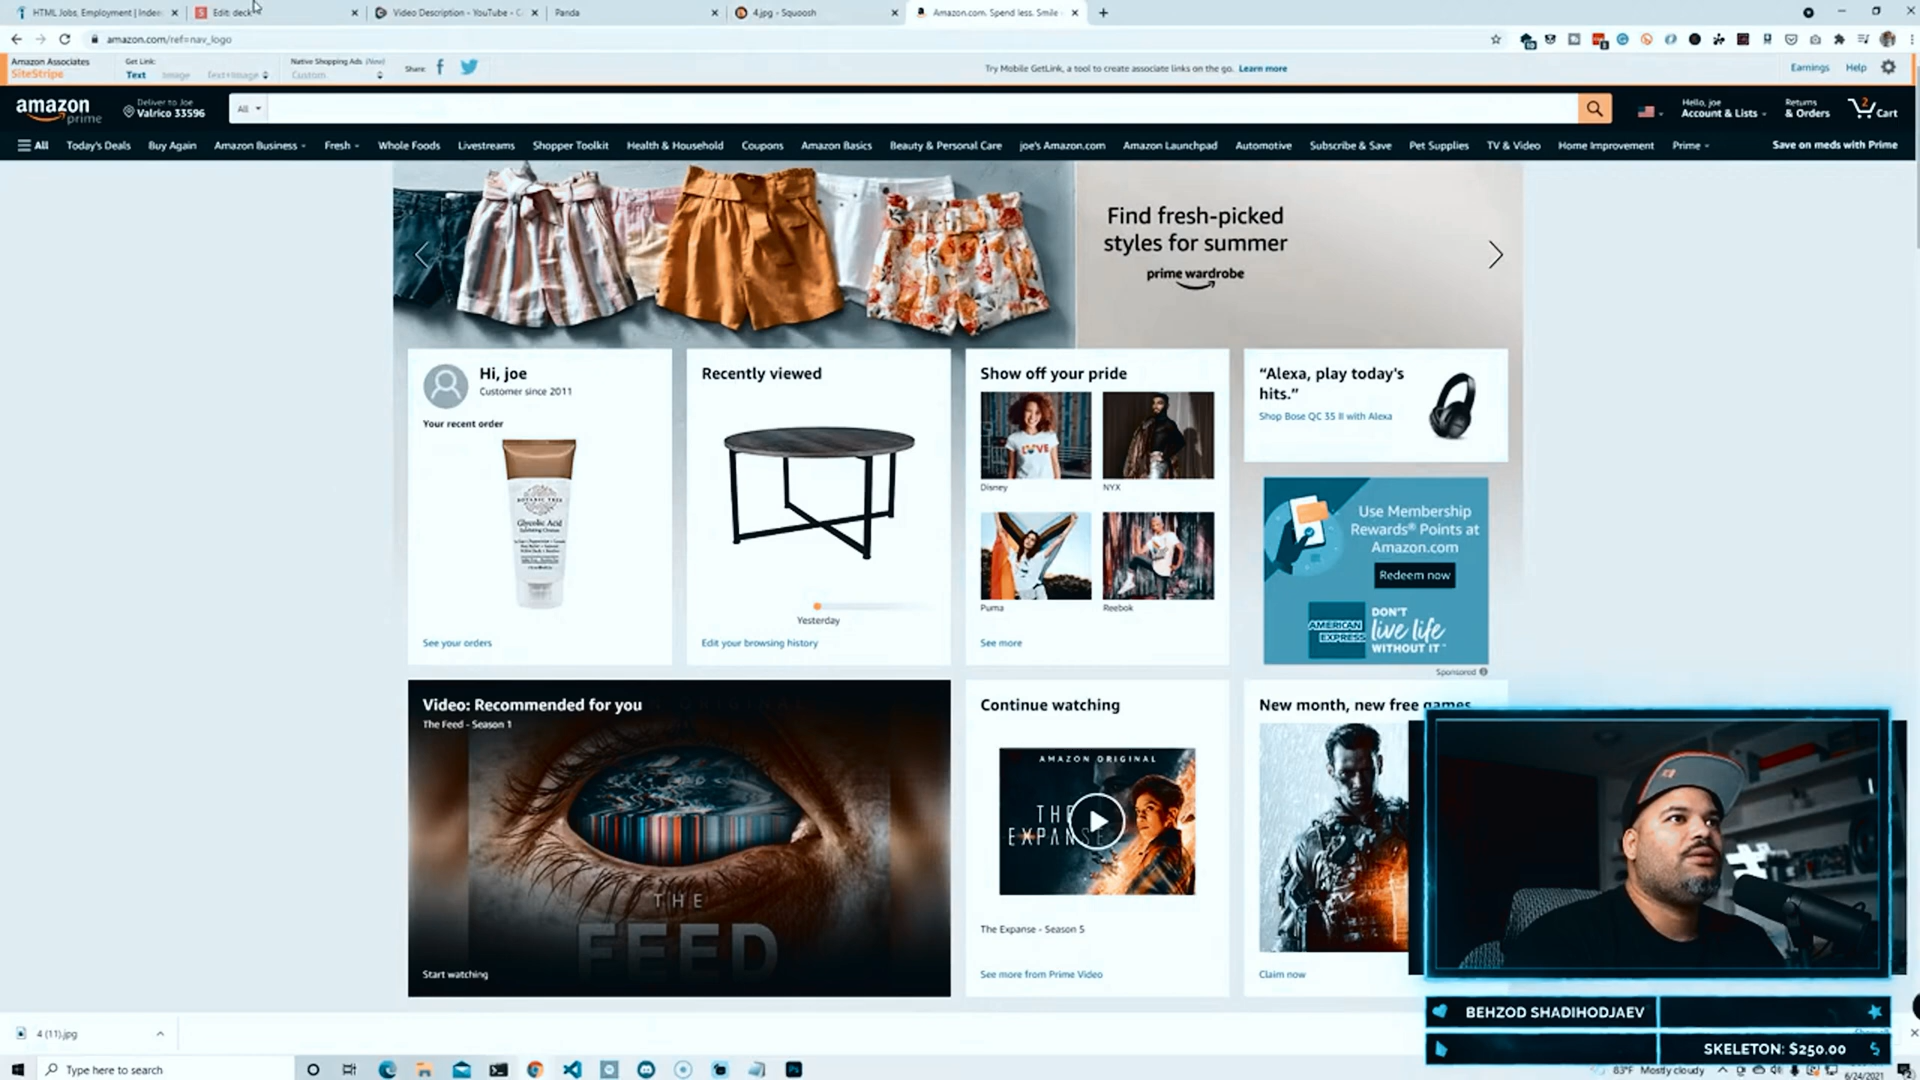 HTML Jobs, Employment | Indee
Edit: deck
Video Description - YouTube - C
Panda
4.jpg - Squoosh
Amazon.com. Spend less. Smile
amazon.com/ref=nav_logo
Amazon Associates
SiteStripe
Get Link:
Text Image Text+Image
Native Shopping Ads (New)
Custom
Share:
Try Mobile GetLink, a tool to create associate links on the go. Learn more
Earnings Help
amazon
prime
Deliver to Joe
Valrico 33596
All
Hello, joe
Account & Lists
Returns
& Orders
2
Cart
All Today's Deals Buy Again Amazon Business Fresh Whole Foods Livestreams Shopper Toolkit Health & Household Coupons Amazon Basics Beauty & Personal Care joe's Amazon.com Amazon Launchpad Automotive Subscribe & Save Pet Supplies TV & Video Home Improvement Prime Save on meds with Prime
Find fresh-picked
styles for summer
prime wardrobe
Hi, joe
Customer since 2011
Your recent order
Glycolic Acid
See your orders
Recently viewed
Yesterday
Edit your browsing history
Show off your pride
LOVE
Disney
NYX
Puma
Reebok
See more
“Alexa, play today's
hits.”
Shop Bose QC 35 II with Alexa
Use Membership
Rewards® Points at
Amazon.com
Redeem now
AMERICAN
EXPRESS
DON'T
live life
WITHOUT IT™
Sponsored
Video: Recommended for you
The Feed - Season 1
THE
FEED
Start watching
Continue watching
AMAZON ORIGINAL
THE
EXPANSE
The Expanse - Season 5
See more from Prime Video
New month, new free games
Claim now
BEHZOD SHADIHODJAEV
SKELETON: $250.00
4 (11).jpg
Type here to search
83°F Mostly cloudy
6/24/2021